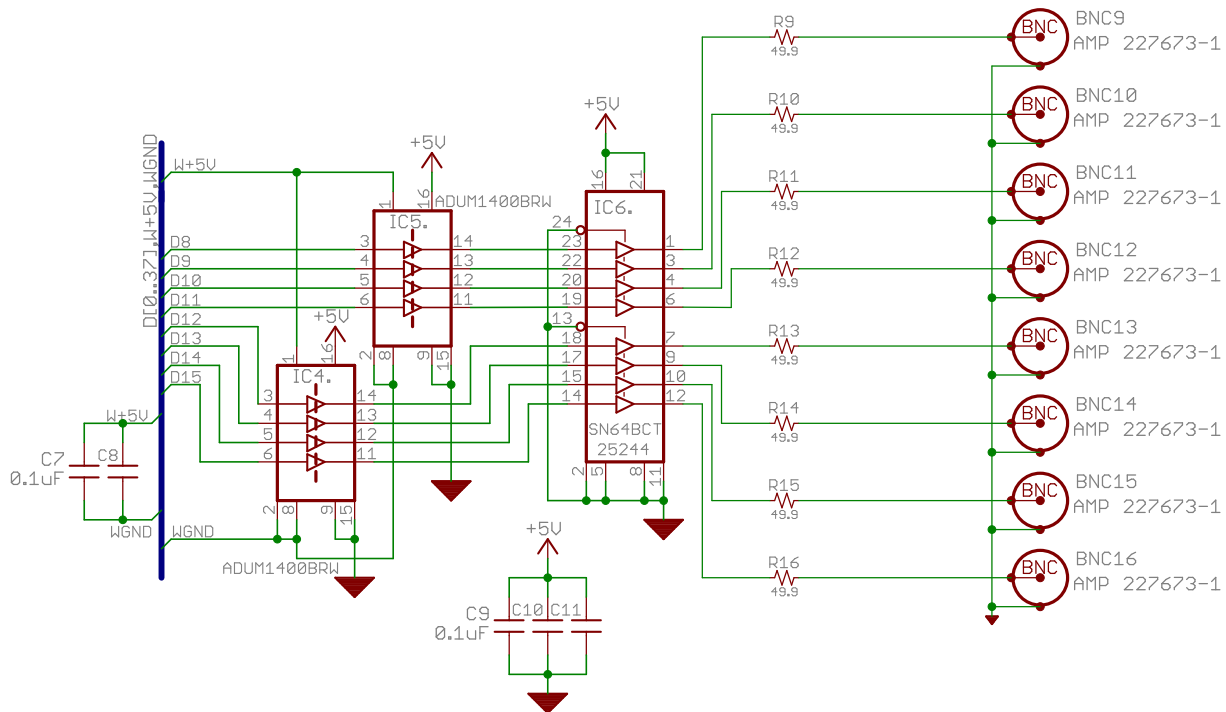 R9
49.9
BNC
BNC9
AMP 227673-1
R10
49.9
BNC
BNC10
AMP 227673-1
R11
49.9
BNC
BNC11
AMP 227673-1
R12
49.9
BNC
BNC12
AMP 227673-1
R13
49.9
BNC
BNC13
AMP 227673-1
R14
49.9
BNC
BNC14
AMP 227673-1
R15
49.9
BNC
BNC15
AMP 227673-1
R16
49.9
BNC
BNC16
AMP 227673-1
D[0..37],W+5V,WGND
W+5V
D8
D9
D10
D11
D12
D13
D14
D15
W+5V
C7
0.1uF
C8
WGND
WGND
+5V
ADUM1400BRW
IC5.
1
16
3
14
4
13
5
12
6
11
2
8
9
15
+5V
IC4.
1
16
3
14
4
13
5
12
6
11
2
8
9
15
ADUM1400BRW
+5V
16
21
IC6.
24
23
1
22
3
20
4
19
6
13
18
7
17
9
15
10
14
12
SN64BCT
25244
2
5
8
11
+5V
C9
0.1uF
C10
C11